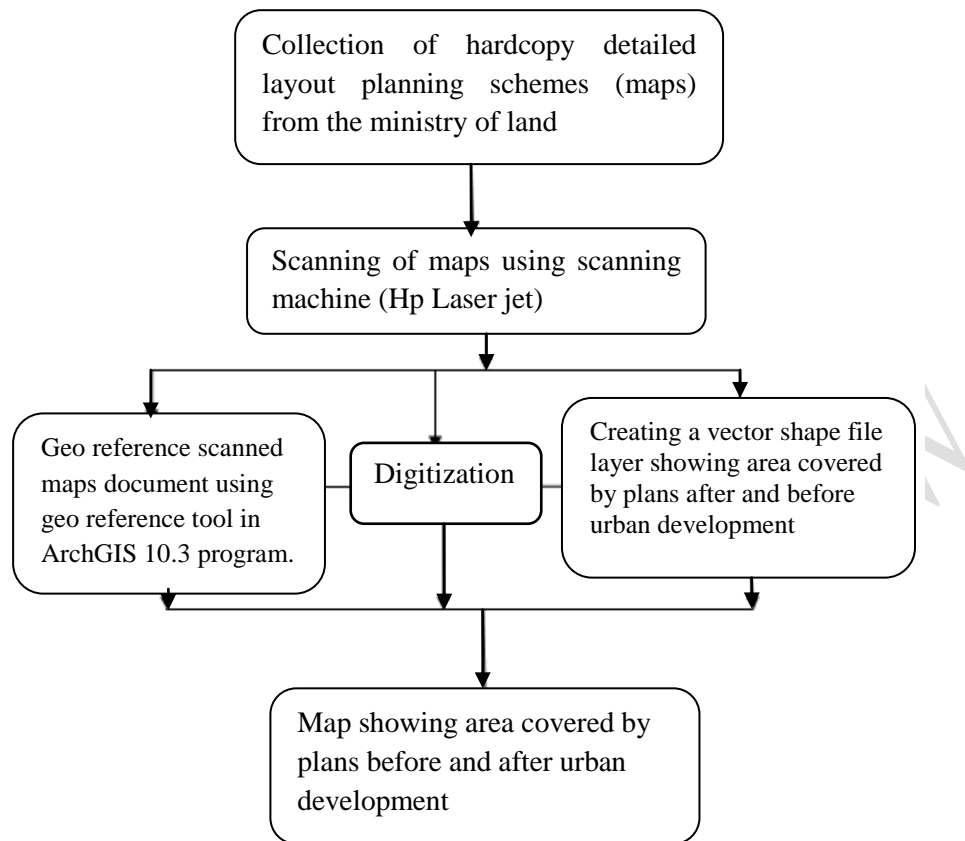 Collection of hardcopy detailed
layout planning schemes (maps)
from the ministry of land
Scanning of maps using scanning
machine (Hp Laser jet)
Geo reference scanned
maps document using
geo reference tool in
ArchGIS 10.3 program.
Digitization
Creating a vector shape file
layer showing area covered
by plans after and before
urban development
Map showing area covered by
plans before and after urban
development